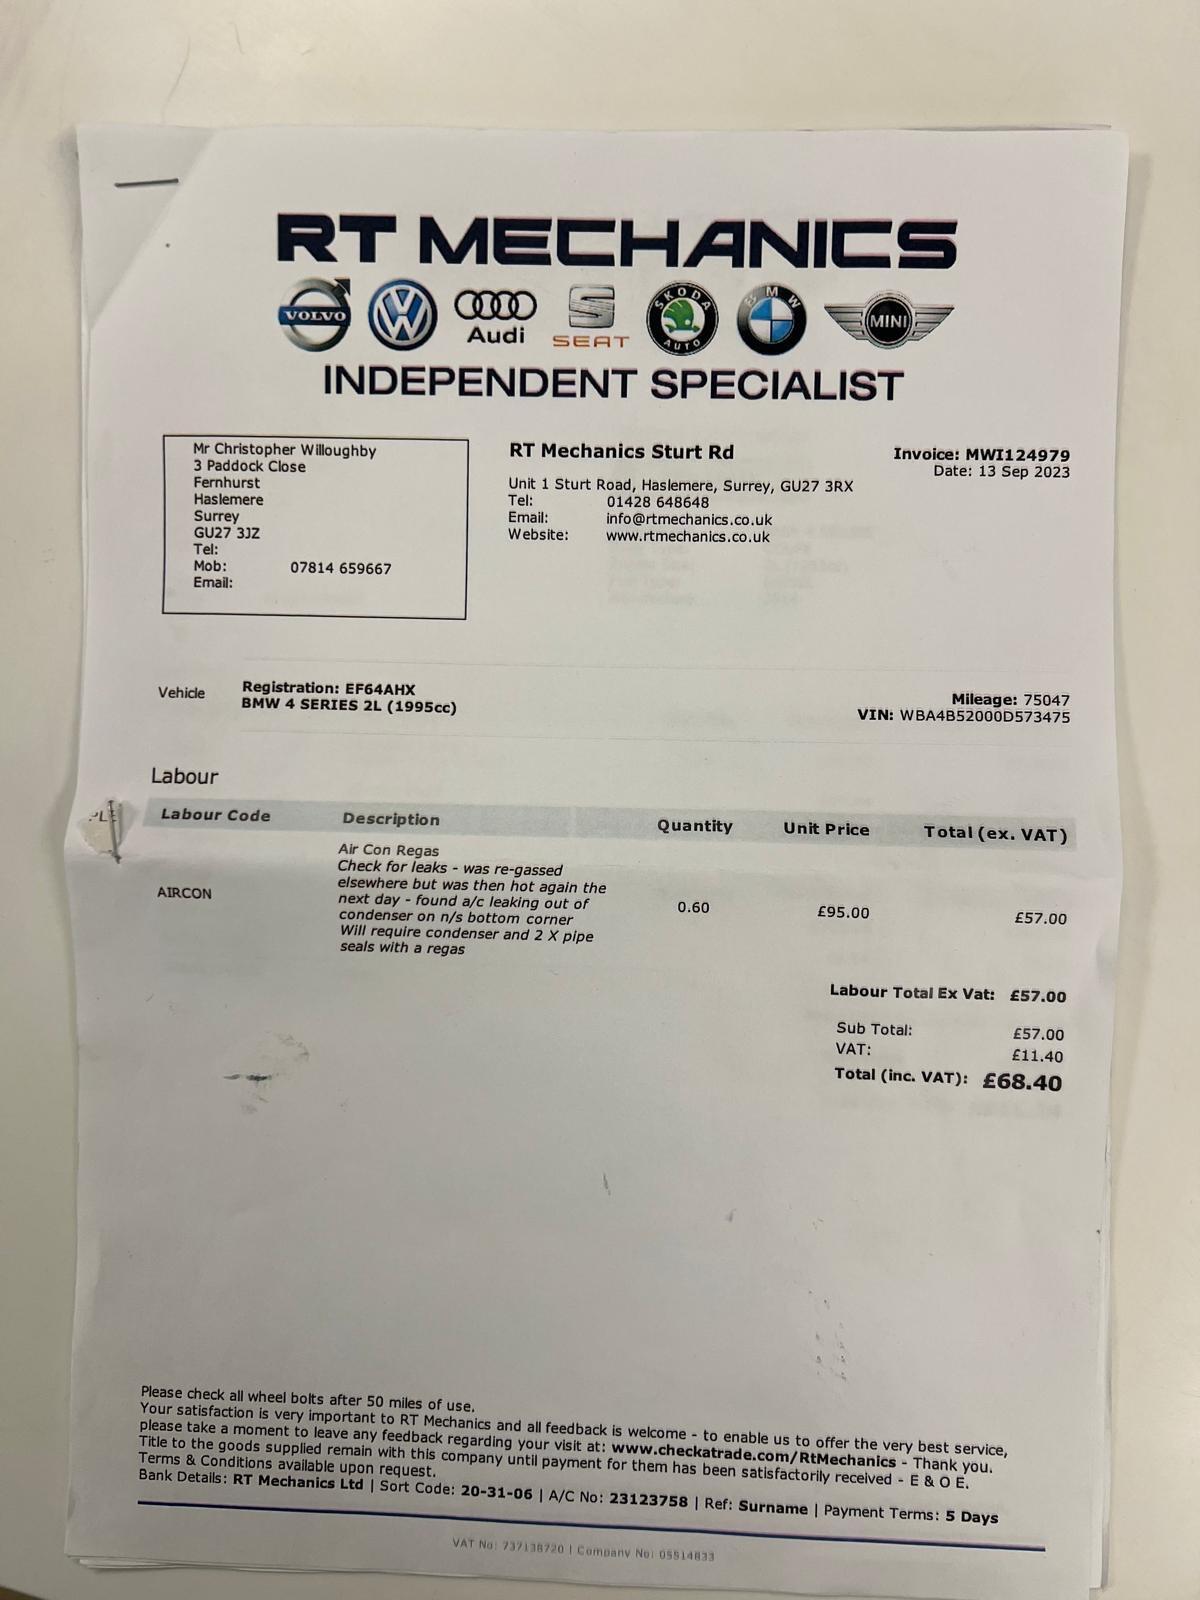 RT MECHANICS
VOLVO
Audi
SEAT
SKODA
AUTO
BMW
MINI
INDEPENDENT SPECIALIST
Mr Christopher Willoughby
3 Paddock Close
Fernhurst
Haslemere
Surrey
GU27 3JZ
Tel:
Mob: 07814 659667
Email:
RT Mechanics Sturt Rd
Unit 1 Sturt Road, Haslemere, Surrey, GU27 3RX
Tel: 01428 648648
Email: info@rtmechanics.co.uk
Website: www.rtmechanics.co.uk
Invoice: MWI124979
Date: 13 Sep 2023
Vehicle
Registration: EF64AHX
BMW 4 SERIES 2L (1995cc)
Mileage: 75047
VIN: WBA4B52000D573475
Labour
Labour Code Description Quantity Unit Price Total (ex. VAT)
AIRCON
Air Con Regas
Check for leaks - was re-gassed
elsewhere but was then hot again the
next day - found a/c leaking out of
condenser on n/s bottom corner
Will require condenser and 2 X pipe
seals with a regas
0.60 £95.00 £57.00
Labour Total Ex Vat: £57.00
Sub Total: £57.00
VAT: £11.40
Total (inc. VAT): £68.40
Please check all wheel bolts after 50 miles of use.
Your satisfaction is very important to RT Mechanics and all feedback is welcome - to enable us to offer the very best service,
please take a moment to leave any feedback regarding your visit at: www.checkatrade.com/RtMechanics - Thank you.
Title to the goods supplied remain with this company until payment for them has been satisfactorily received - E & O E.
Terms & Conditions available upon request.
Bank Details: RT Mechanics Ltd | Sort Code: 20-31-06 | A/C No: 23123758 | Ref: Surname | Payment Terms: 5 Days
VAT No: 737138720 | Company No: 05514833